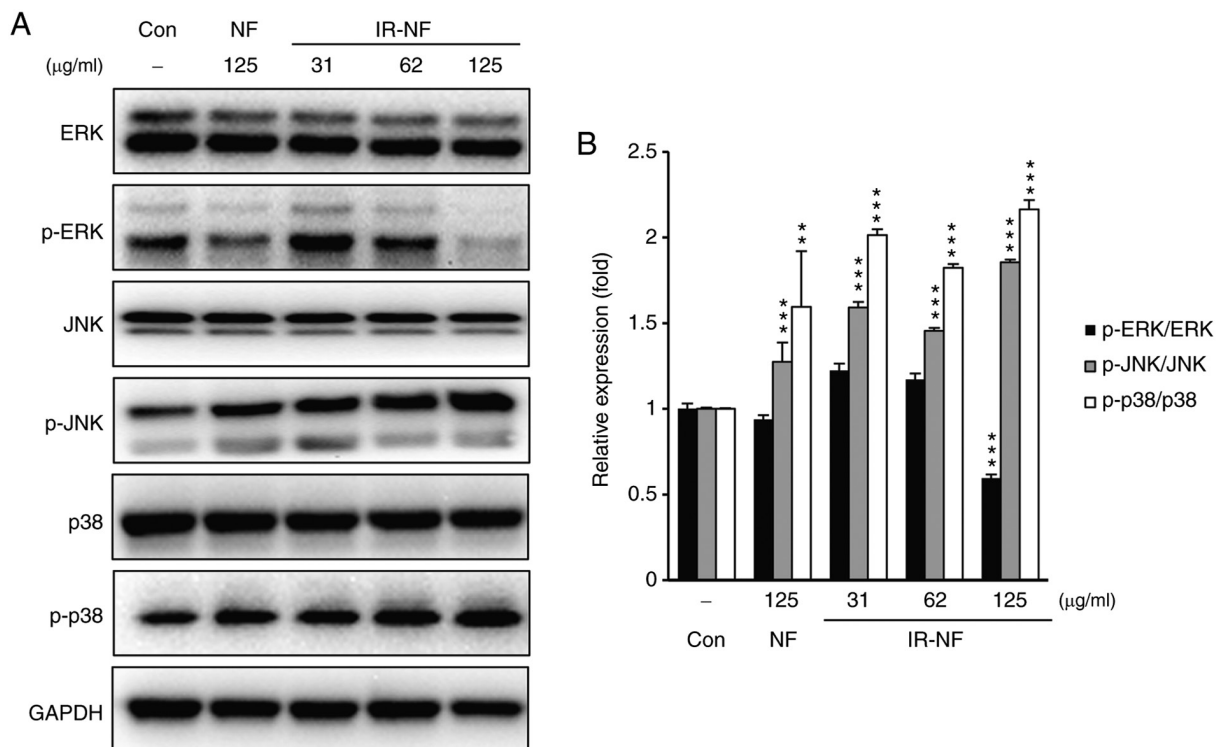 A
Con NF IR-NF
(μg/ml) – 125 31 62 125
ERK
p-ERK
JNK
p-JNK
p38
p-p38
GAPDH
B
Relative expression (fold)
2.5
2
1.5
1
0.5
0
*** ** *** *** *** *** *** *** ***
p-ERK/ERK
p-JNK/JNK
p-p38/p38
– 125 31 62 125 (μg/ml)
Con NF IR-NF